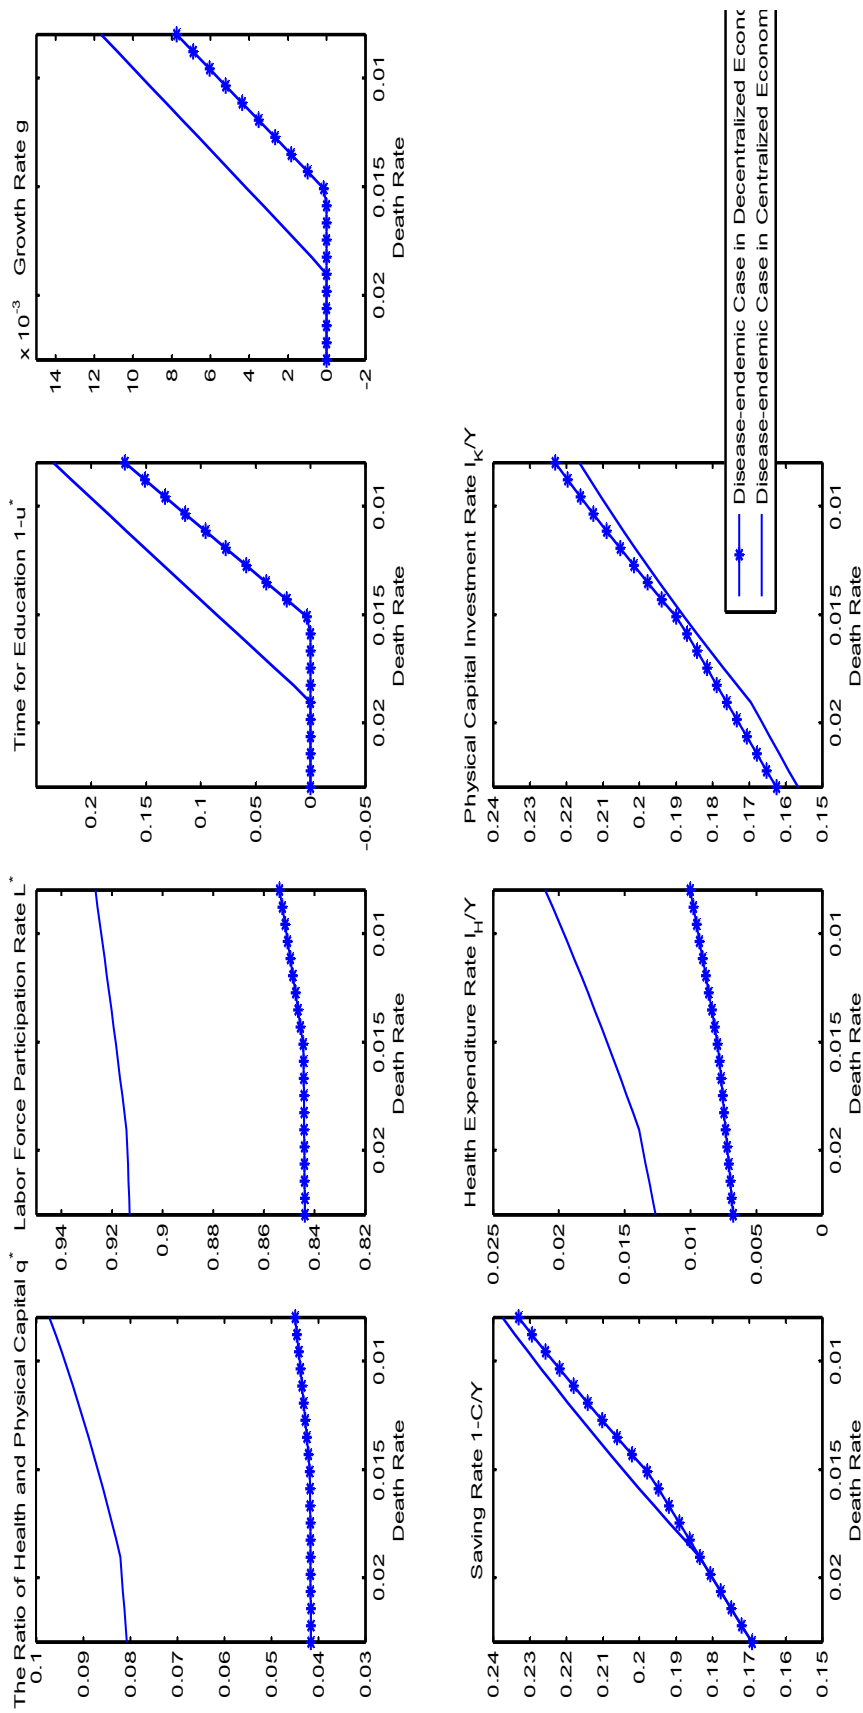 The Ratio of Health and Physical Capital q*
0.1
0.09
0.08
0.07
0.06
0.05
0.04
0.03
0.02 0.015 0.01
Death Rate
Labor Force Participation Rate L*
0.94
0.92
0.9
0.88
0.86
0.84
0.82
0.02 0.015 0.01
Death Rate
Time for Education 1-u*
0.2
0.15
0.1
0.05
0
-0.05
0.02 0.015 0.01
Death Rate
x 10^-3 Growth Rate g
14
12
10
8
6
4
2
0
-2
0.02 0.015 0.01
Death Rate
Saving Rate 1-C/Y
0.24
0.23
0.22
0.21
0.2
0.19
0.18
0.17
0.16
0.15
0.02 0.015 0.01
Death Rate
Health Expenditure Rate I_H/Y
0.025
0.02
0.015
0.01
0.005
0
0.02 0.015 0.01
Death Rate
Physical Capital Investment Rate I_K/Y
0.24
0.23
0.22
0.21
0.2
0.19
0.18
0.17
0.16
0.15
0.02 0.015 0.01
Death Rate
Disease-endemic Case in Decentralized Econo
Disease-endemic Case in Centralized Econom